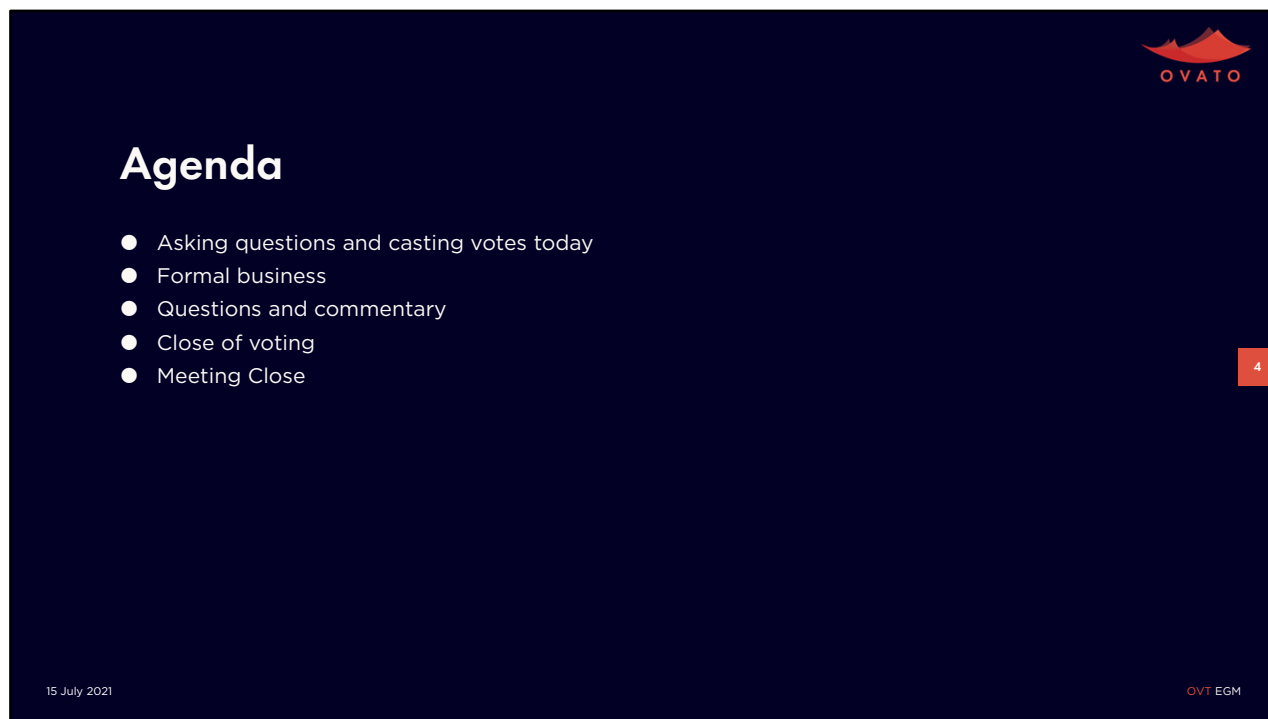 OVATO
Agenda
● Asking questions and casting votes today
● Formal business
● Questions and commentary
● Close of voting
● Meeting Close
4
15 July 2021
OVT EGM